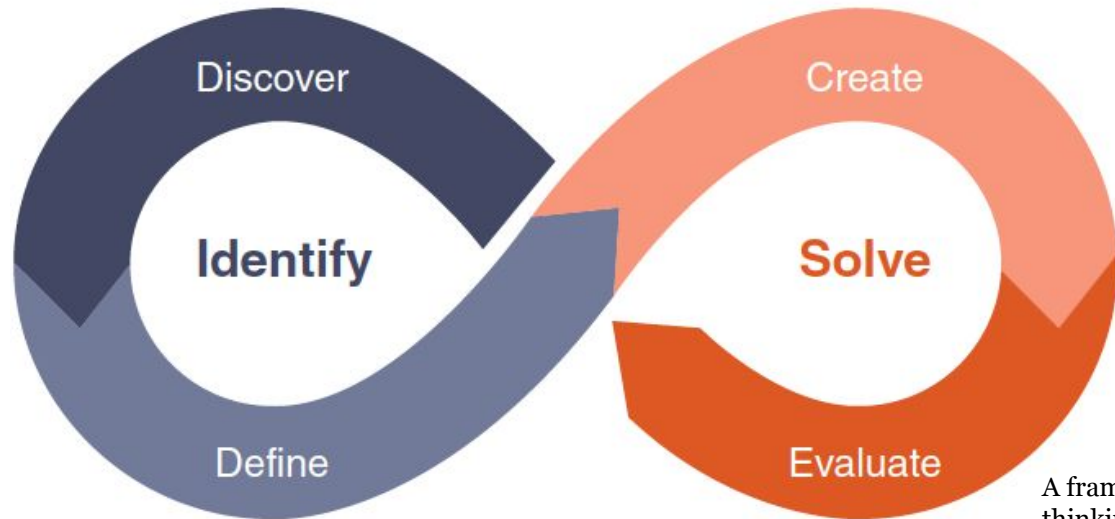 Discover
Create
Identify
Solve
Define
Evaluate
A fram